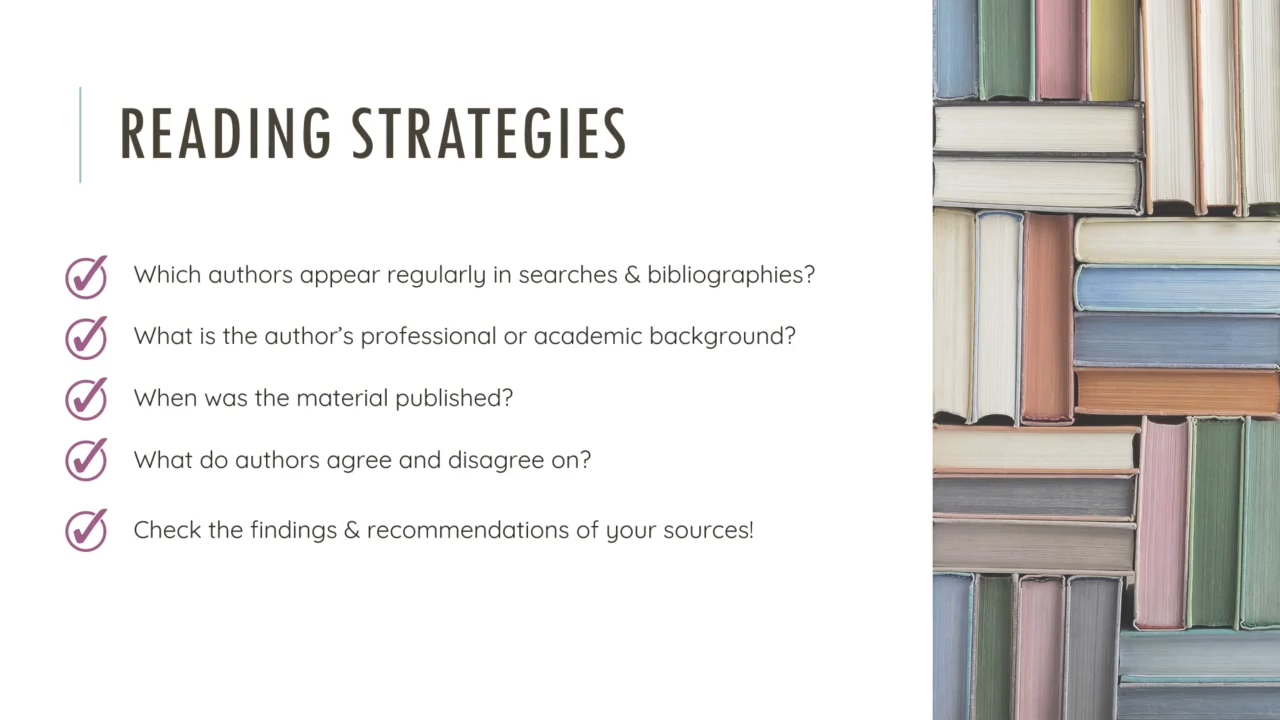 READING STRATEGIES
Which authors appear regularly in searches & bibliographies?
What is the author’s professional or academic background?
When was the material published?
What do authors agree and disagree on?
Check the findings & recommendations of your sources!